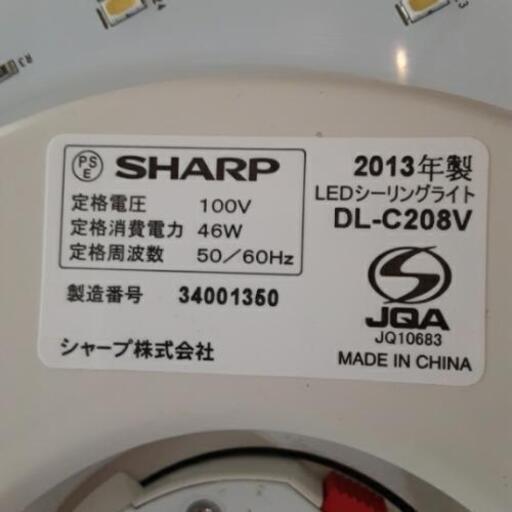 PS
E
SHARP
定格電圧 100V
定格消費電力 46W
定格周波数 50/60Hz
製造番号 34001350
シャープ株式会社
2013年製
LEDシーリングライト
DL-C208V
S
JQA
JQ10683
MADE IN CHINA
R3